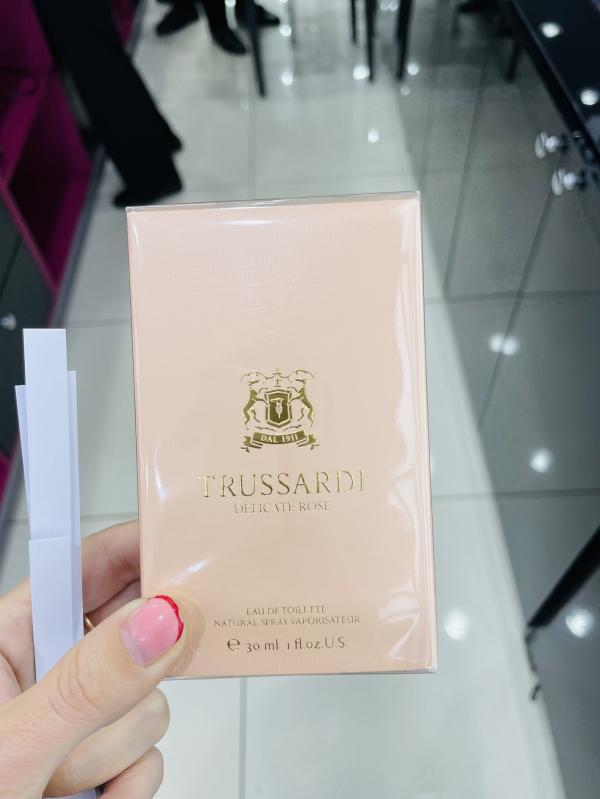 DAL 1911
TRUSSARDI
DELICATE ROSE
EAU DE TOILETTE
NATURAL SPRAY VAPORISATEUR
℮ 30 ml 1 fl.oz.U.S.